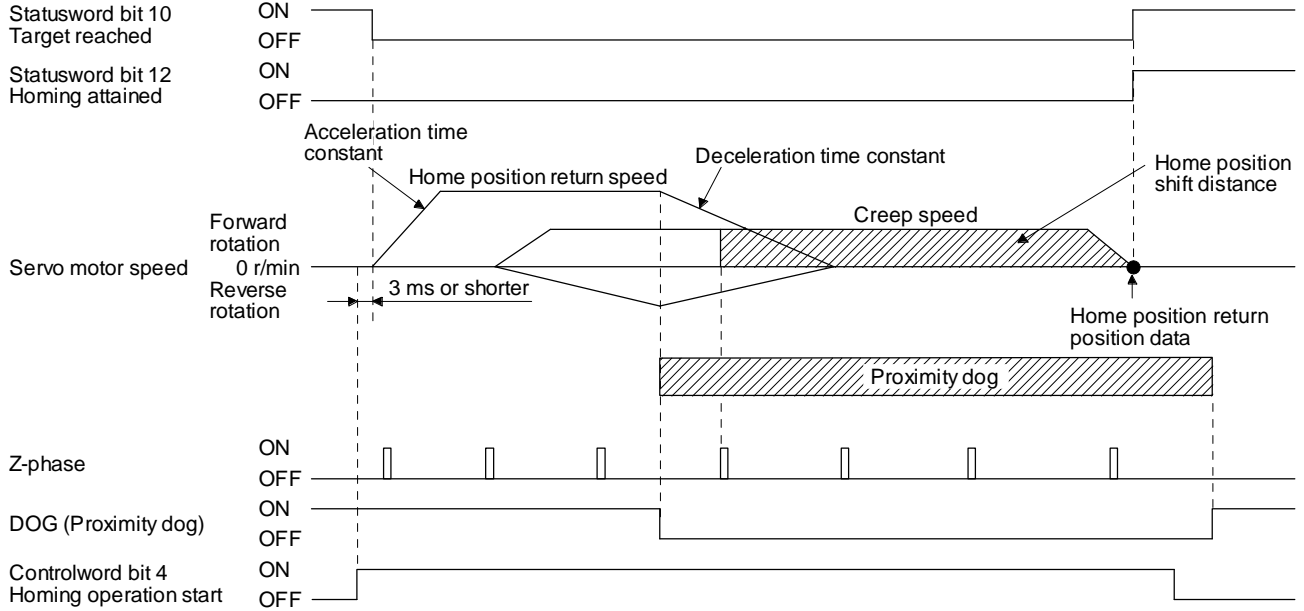 Statusword bit 10
Target reached
ON
OFF
Statusword bit 12
Homing attained
ON
OFF
Acceleration time
constant
Home position return speed
Deceleration time constant
Home position
shift distance
Creep speed
Forward
rotation
Servo motor speed
0 r/min
Reverse
rotation
3 ms or shorter
Home position return
position data
Proximity dog
Z-phase
ON
OFF
DOG (Proximity dog)
ON
OFF
Controlword bit 4
Homing operation start
ON
OFF